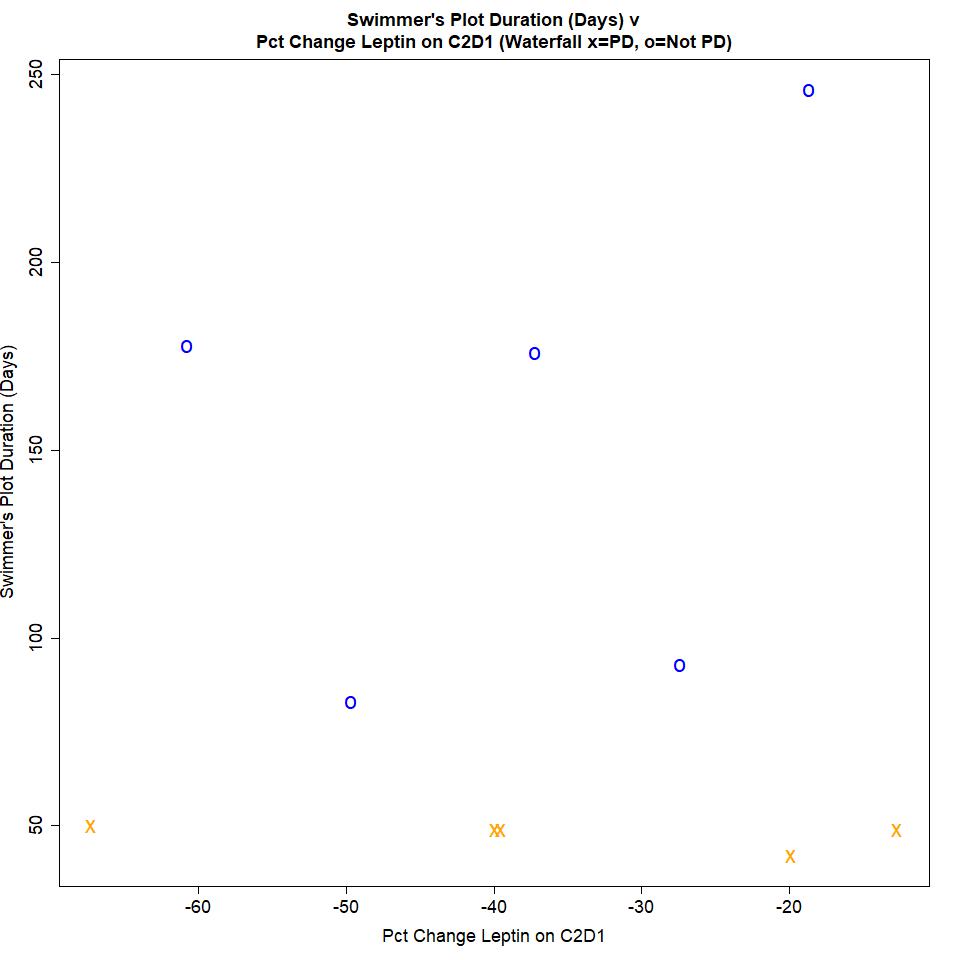 Swimmer's Plot Duration (Days) v
Pct Change Leptin on C2D1 (Waterfall x=PD, o=Not PD)
Swimmer's Plot Duration (Days)
250
200
150
100
50
O
O
O
O
O
X
XX
X
X
-60 -50 -40 -30 -20
Pct Change Leptin on C2D1